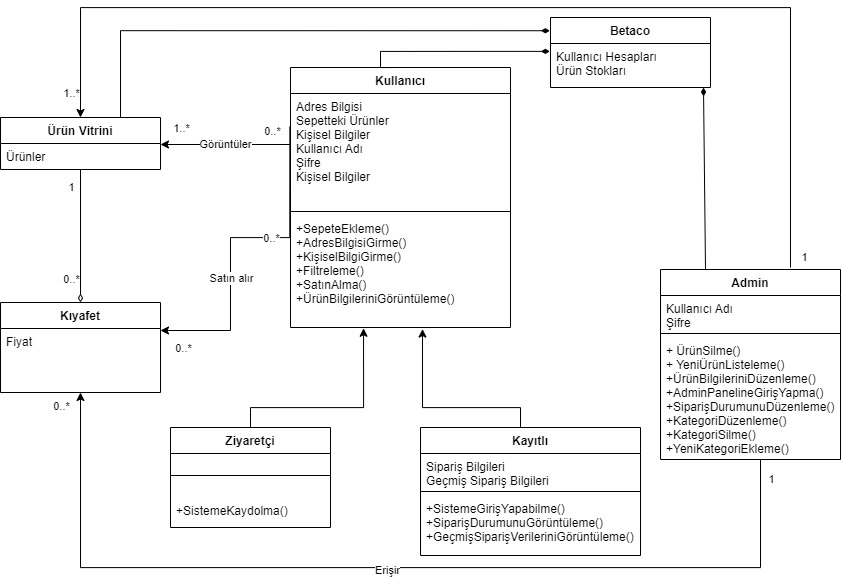 Betaco
Kullanıcı Hesapları
Ürün Stokları
Kullanıcı
Adres Bilgisi
Sepetteki Ürünler
Kişisel Bilgiler
Kullanıcı Adı
Şifre
Kişisel Bilgiler
+SepeteEkleme()
+AdresBilgisiGirme()
+KişiselBilgiGirme()
+Filtreleme()
+SatınAlma()
+ÜrünBilgileriniGörüntüleme()
1..*
Ürün Vitrini
Ürünler
1..*
Görüntüler
0..*
1
0..*
Satın alır
0..*
0..*
Kıyafet
Fiyat
0..*
1
Admin
Kullanıcı Adı
Şifre
+ ÜrünSilme()
+ YeniÜrünListeleme()
+ÜrünBilgileriniDüzenleme()
+AdminPanelineGirişYapma()
+SiparişDurumunuDüzenleme()
+KategoriDüzenleme()
+KategoriSilme()
+YeniKategoriEkleme()
1
Ziyaretçi
+SistemeKaydolma()
Kayıtlı
Sipariş Bilgileri
Geçmiş Sipariş Bilgileri
+SistemeGirişYapabilme()
+SiparişDurumunuGörüntüleme()
+GeçmişSiparişVerileriniGörüntüleme()
Erişir